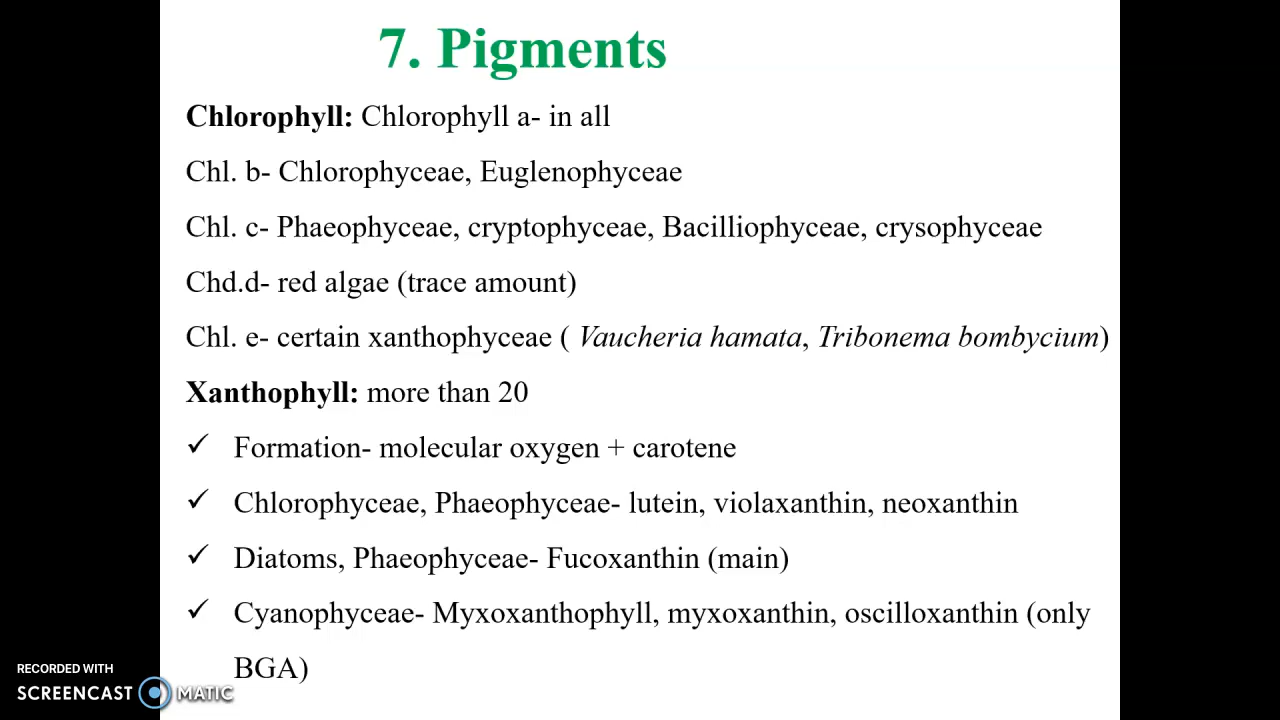 7. Pigments
Chlorophyll: Chlorophyll a- in all
Chl. b- Chlorophyceae, Euglenophyceae
Chl. c- Phaeophyceae, cryptophyceae, Bacilliophyceae, crysophyceae
Chd.d- red algae (trace amount)
Chl. e- certain xanthophyceae ( Vaucheria hamata, Tribonema bombycium)
Xanthophyll: more than 20
✓ Formation- molecular oxygen + carotene
✓ Chlorophyceae, Phaeophyceae- lutein, violaxanthin, neoxanthin
✓ Diatoms, Phaeophyceae- Fucoxanthin (main)
✓ Cyanophyceae- Myxoxanthophyll, myxoxanthin, oscilloxanthin (only
BGA)
RECORDED WITH
SCREENCAST MATIC